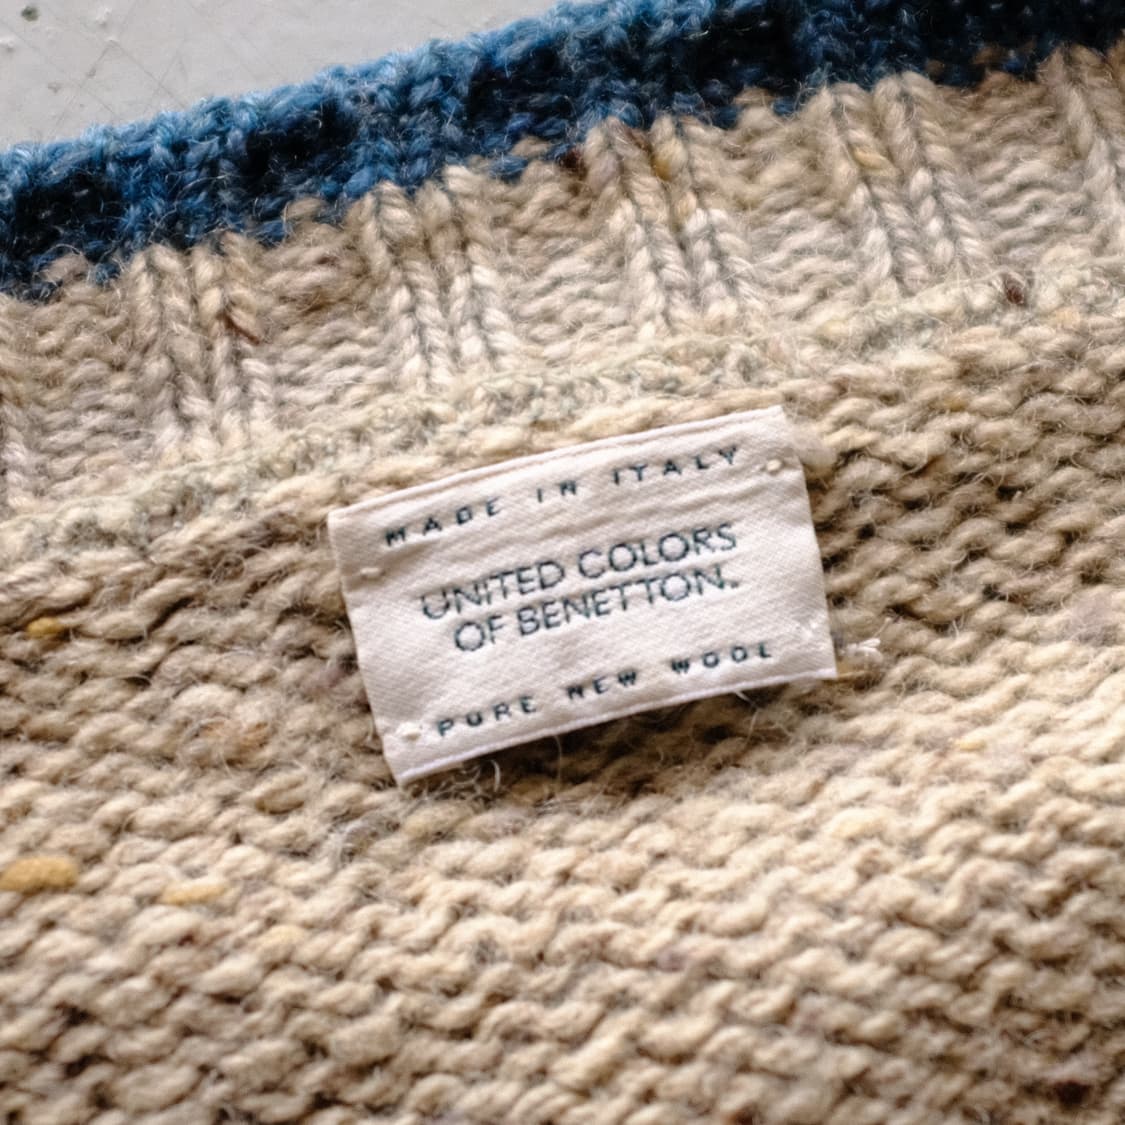 MADE IN ITALY
UNITED COLORS
OF BENETTON.
PURE NEW WOOL